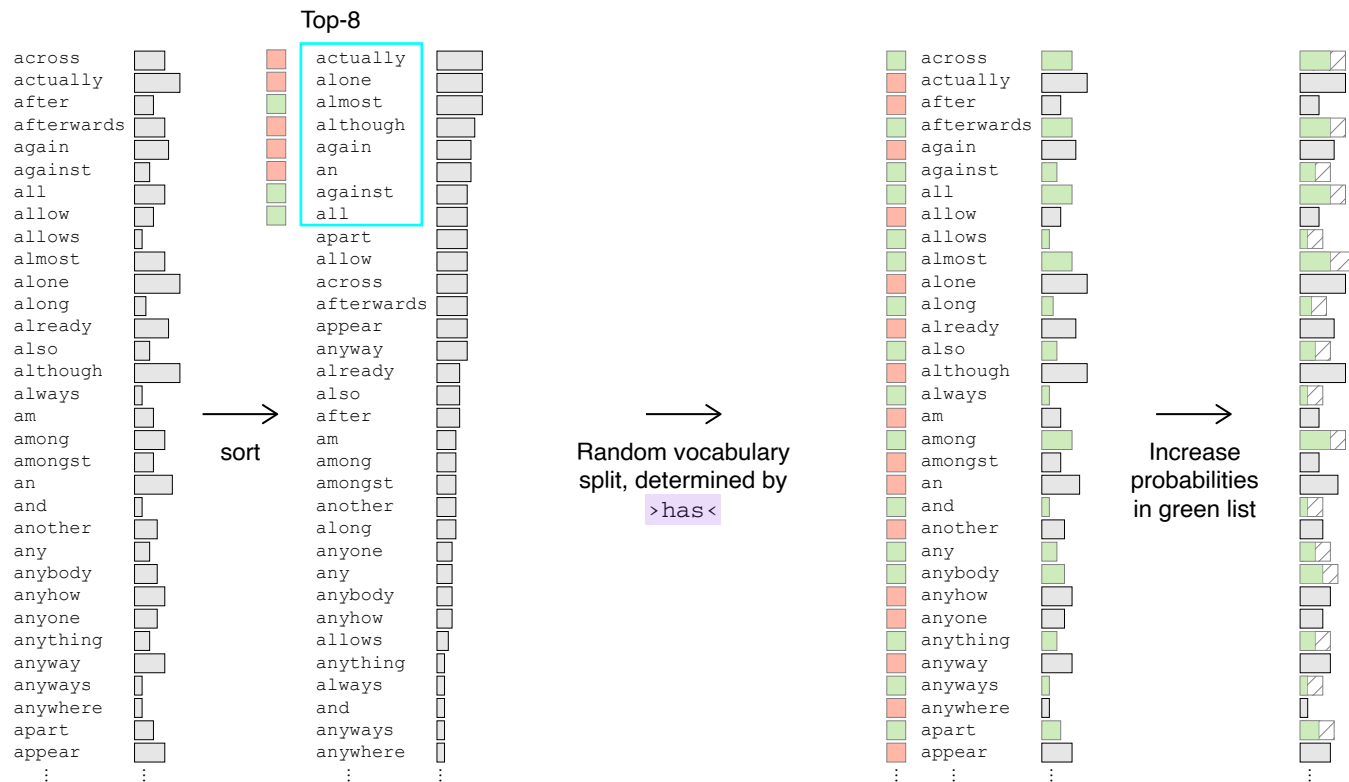 Top-8
across
actually
after
afterwards
again
against
all
allow
allows
almost
alone
along
already
also
although
always
am
among
amongst
an
and
another
any
anybody
anyhow
anyone
anything
anyway
anyways
anywhere
apart
appear
⋮ ⋮
sort
actually
alone
almost
although
again
an
against
all
apart
allow
across
afterwards
appear
anyway
already
also
after
am
among
amongst
another
along
anyone
any
anybody
anyhow
allows
anything
always
and
anyways
anywhere
⋮ ⋮
Random vocabulary
split, determined by
›has‹
across
actually
after
afterwards
again
against
all
allow
allows
almost
alone
along
already
also
although
always
am
among
amongst
an
and
another
any
anybody
anyhow
anyone
anything
anyway
anyways
anywhere
apart
appear
⋮ ⋮ ⋮
Increase
probabilities
in green list
⋮